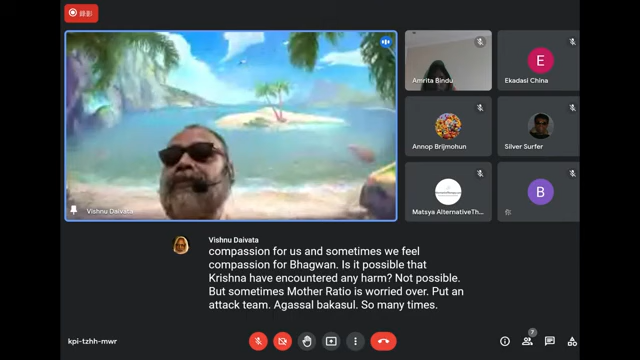 錄影
Vishnu Daivata
Amrita Bindu
E
Ekadasi China
Annop Brijmohun
Silver Surfer
Matsya AlternativeTh...
B
你
Vishnu Daivata
compassion for us and sometimes we feel
compassion for Bhagwan. Is it possible that
Krishna have encountered any harm? Not possible.
But sometimes Mother Ratio is worried over. Put an
attack team. Agassal bakasul. So many times.
kpi-tzhh-mwr
7